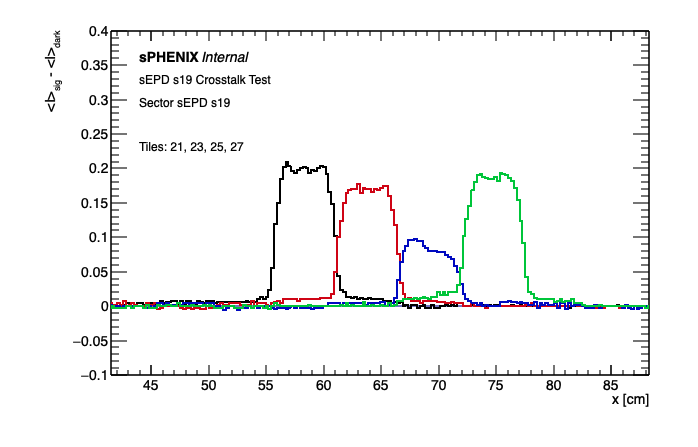 <I>sig - <I>dark
0.4
0.35
0.3
0.25
0.2
0.15
0.1
0.05
0
−0.05
−0.1
sPHENIX Internal
sEPD s19 Crosstalk Test
Sector sEPD s19
Tiles: 21, 23, 25, 27
45 50 55 60 65 70 75 80 85
x [cm]